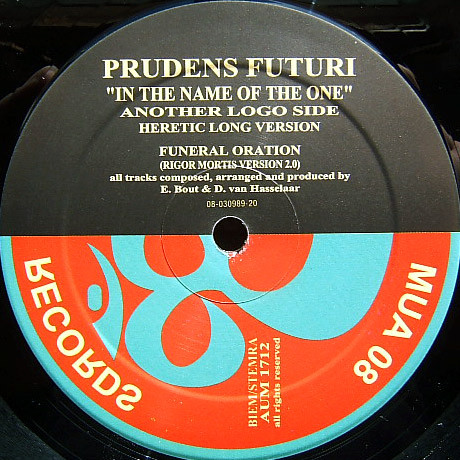 PRUDENS FUTURI
"IN THE NAME OF THE ONE"
ANOTHER LOGO SIDE
HERETIC LONG VERSION
FUNERAL ORATION
(RIGOR MORTIS VERSION 2.0)
all tracks composed, arranged and produced by
E. Bout & D. van Hasselaar
08-030989-20
RECORDS
MUA 08
BIEM/STEMRA
AUM 1712
all rights reserved